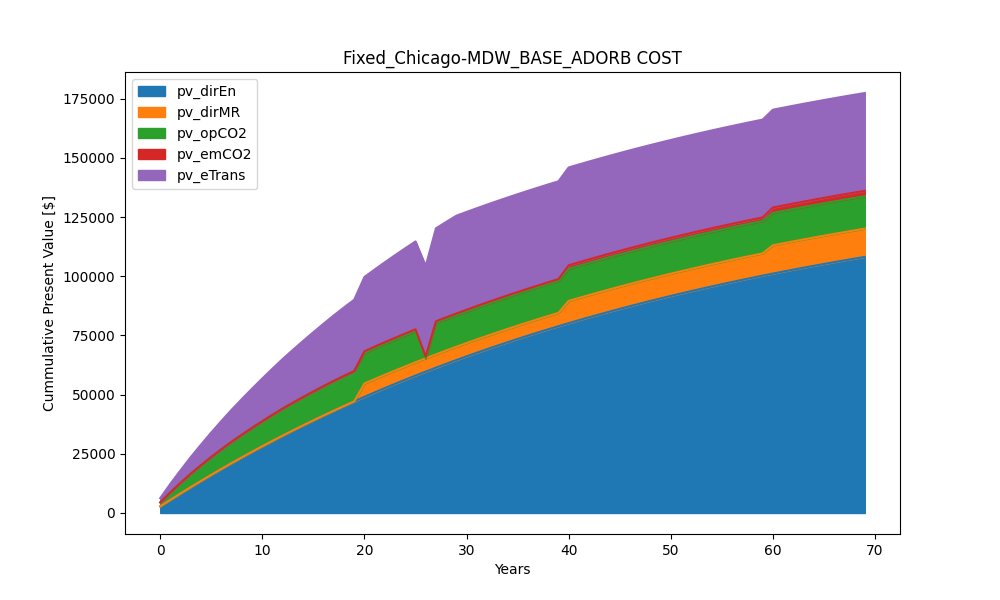 Fixed_Chicago-MDW_BASE_ADORB COST
pv_dirEn
pv_dirMR
pv_opCO2
pv_emCO2
pv_eTrans
Cummulative Present Value [$]
175000
150000
125000
100000
75000
50000
25000
0
0 10 20 30 40 50 60 70
Years